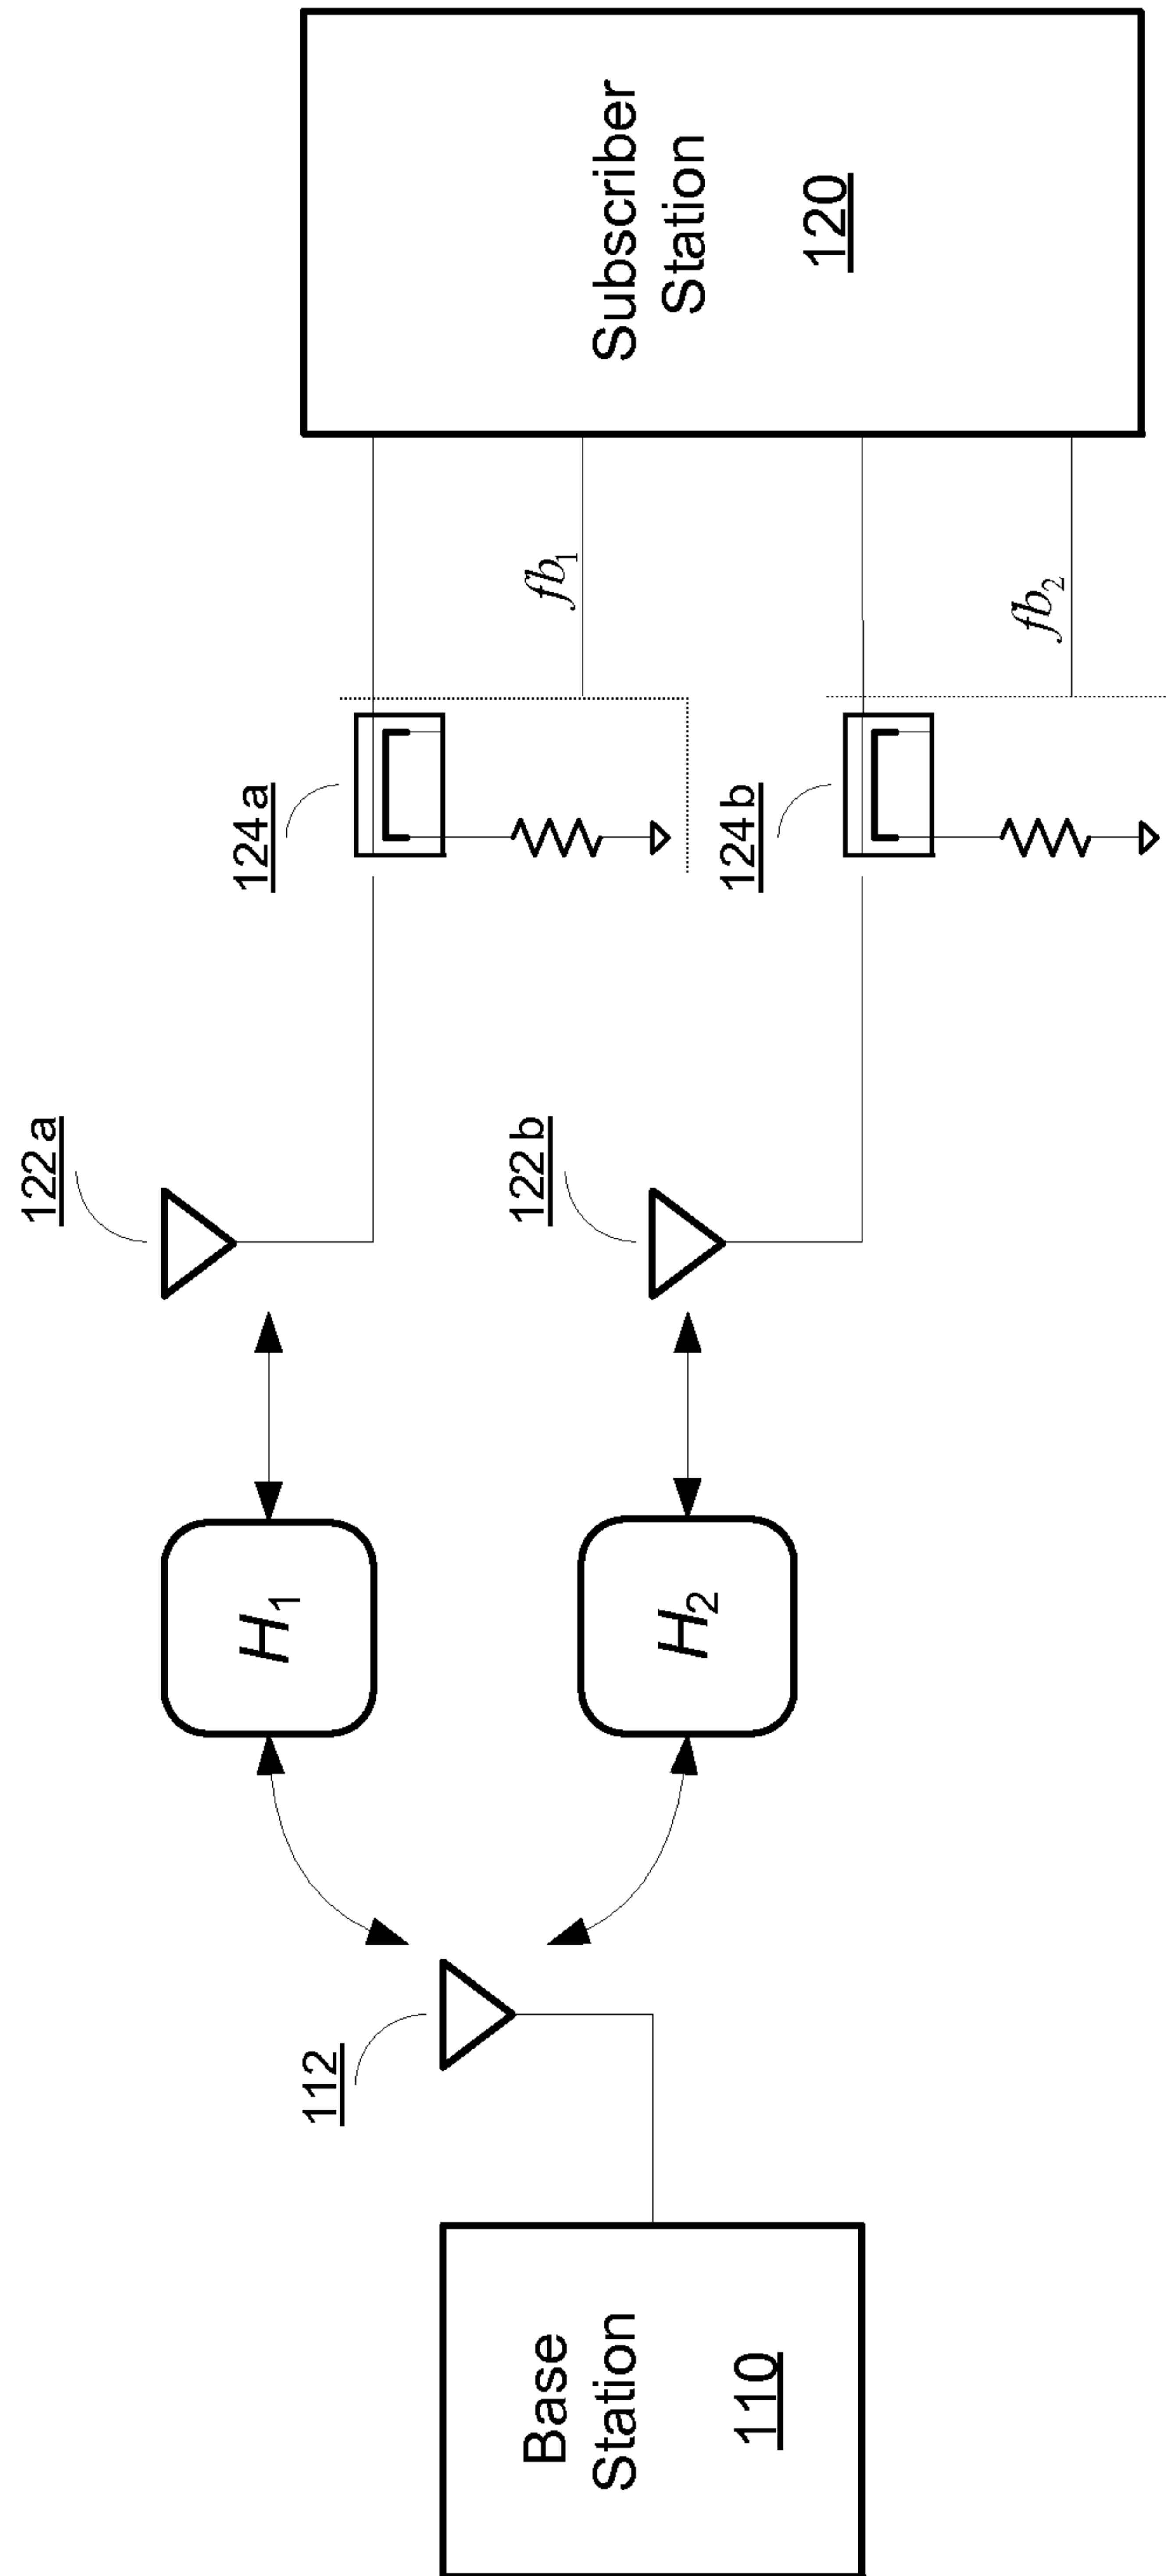 Base
Station
110
112
H1
H2
122a
122b
124a
124b
fb1
fb2
Subscriber
Station
120